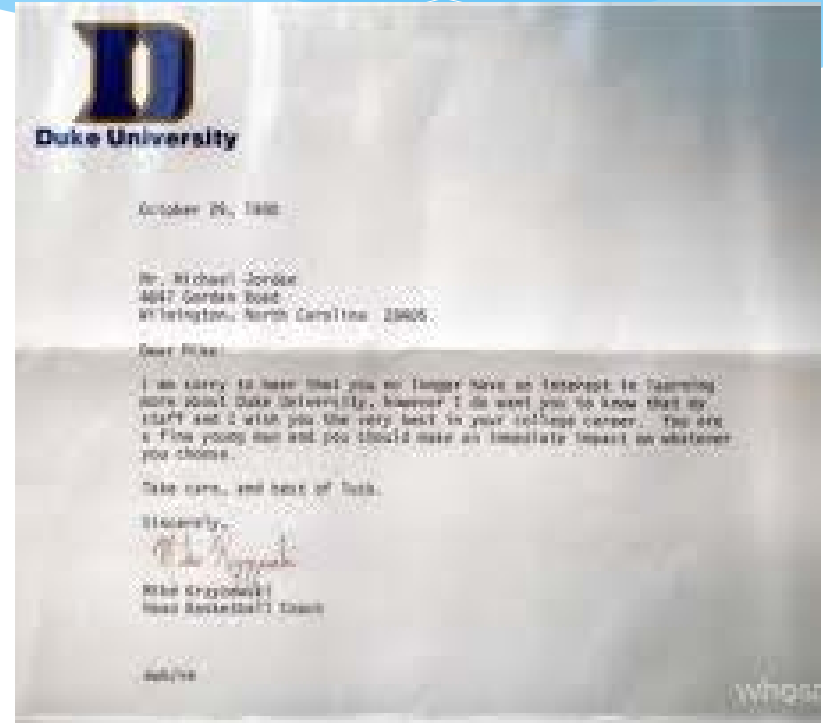 D
Duke University
October 29, 1980
Mr. Michael Jordan
4647 Gordon Road
Wilmington, North Carolina 28405
Dear Mike:
I am sorry to hear that you no longer have an interest in learning
more about Duke University, however I do want you to know that my
staff and I wish you the very best in your college career. You are
a fine young man and you should make an immediate impact on whatever
you choose.
Take care, and best of luck.
Sincerely,
Mike Krzyzewski
Mike Krzyzewski
Head Basketball Coach